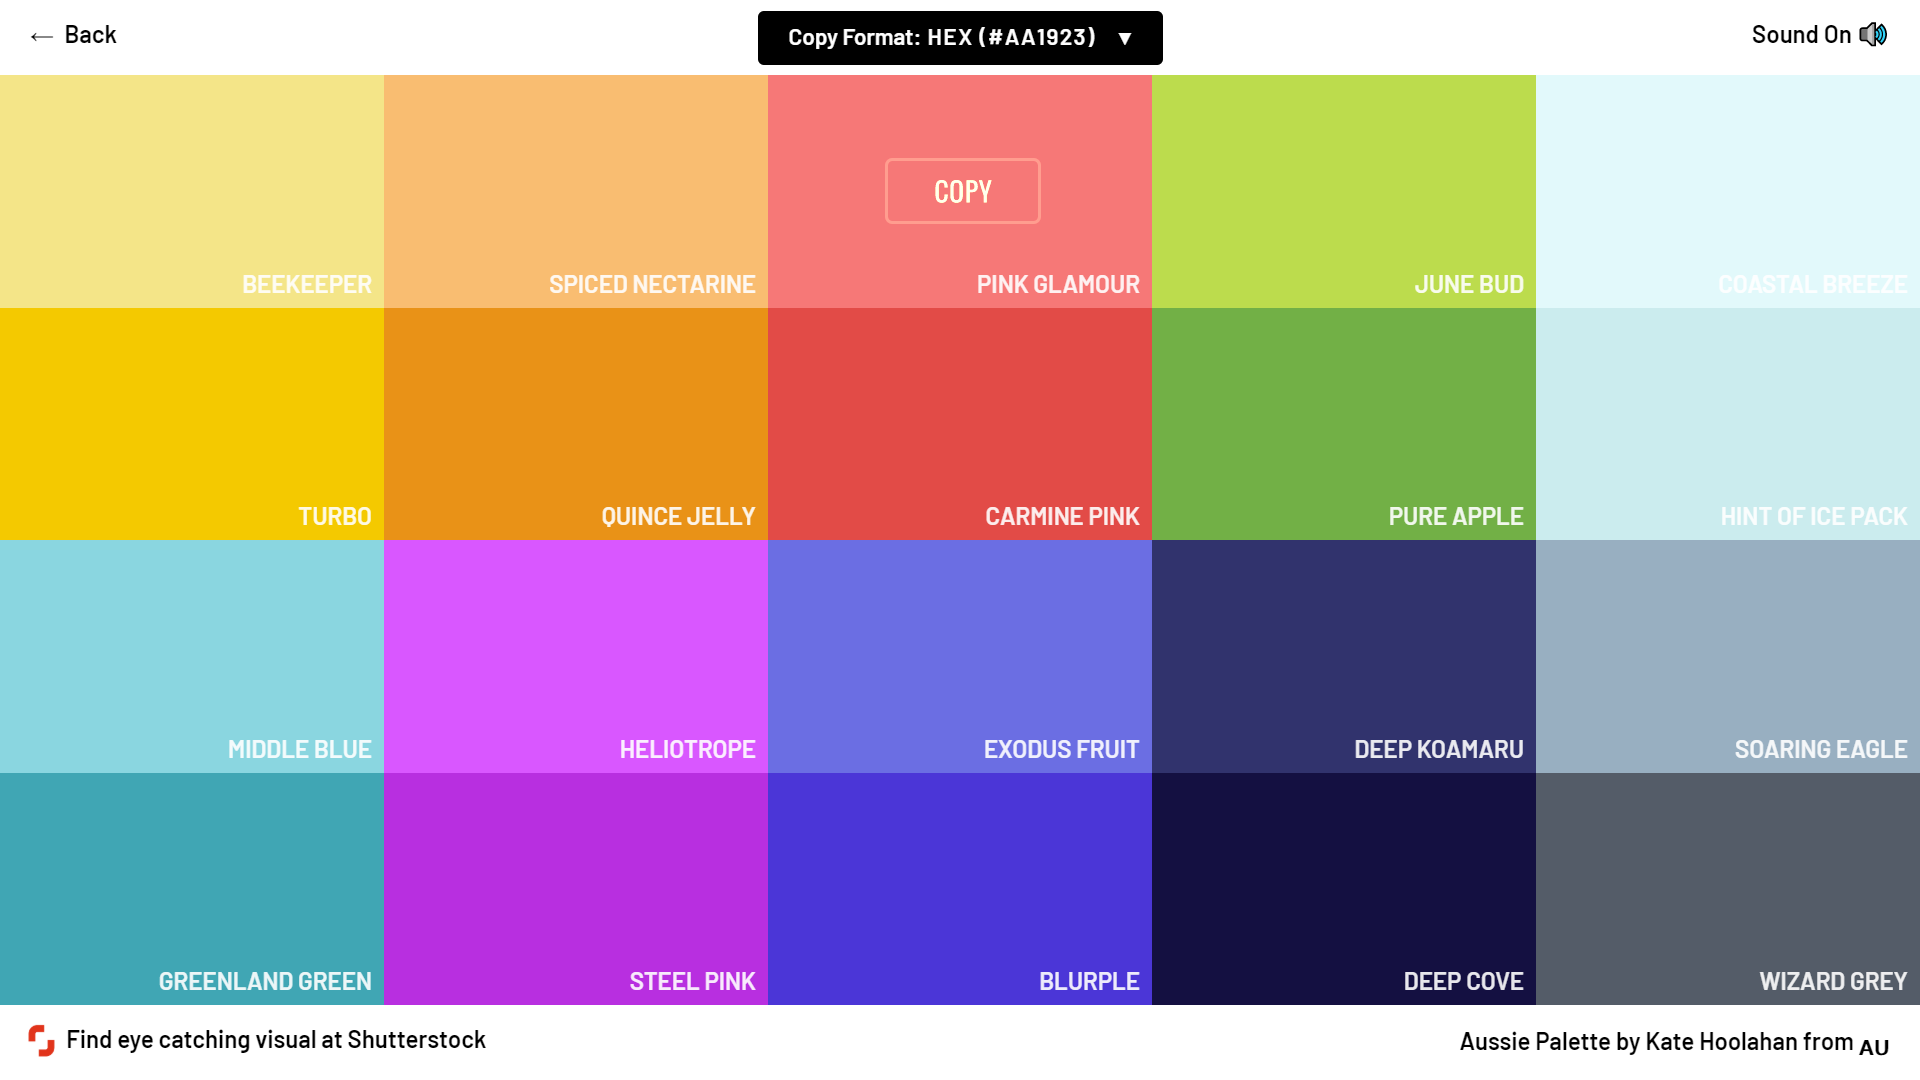 ← Back
Copy Format: HEX (#AA1923) ▼
Sound On
COPY
BEEKEEPER
SPICED NECTARINE
PINK GLAMOUR
JUNE BUD
COASTAL BREEZE
TURBO
QUINCE JELLY
CARMINE PINK
PURE APPLE
HINT OF ICE PACK
MIDDLE BLUE
HELIOTROPE
EXODUS FRUIT
DEEP KOAMARU
SOARING EAGLE
GREENLAND GREEN
STEEL PINK
BLURPLE
DEEP COVE
WIZARD GREY
Find eye catching visual at Shutterstock
Aussie Palette by Kate Hoolahan from AU